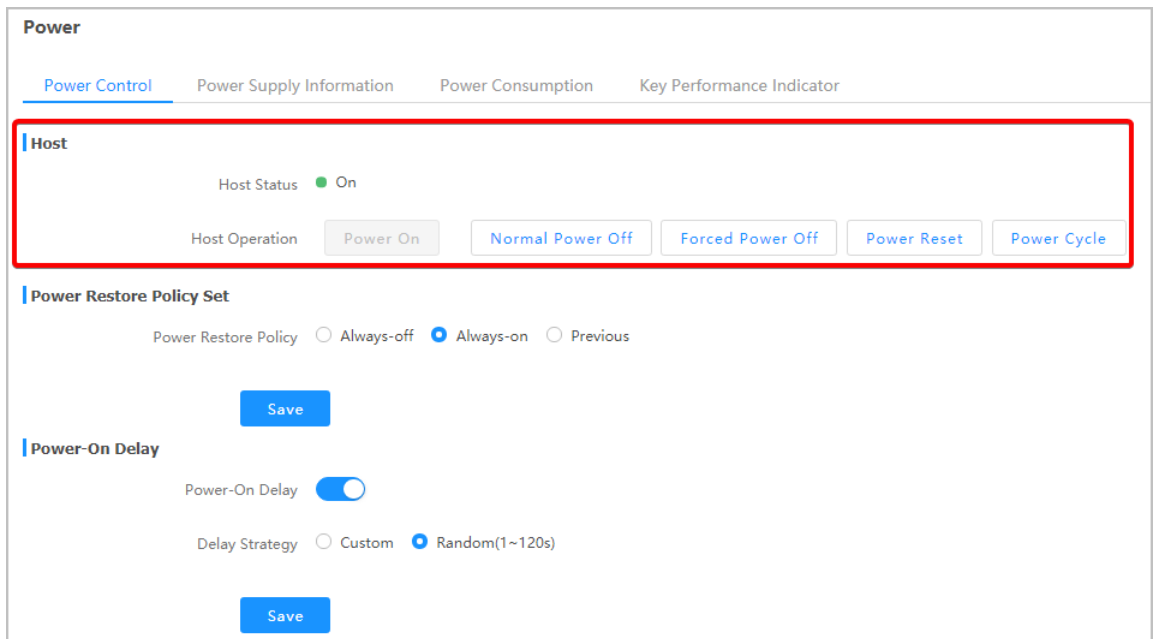 Power
Power Control Power Supply Information Power Consumption Key Performance Indicator
Host
Host Status On
Host Operation Power On Normal Power Off Forced Power Off Power Reset Power Cycle
Power Restore Policy Set
Power Restore Policy Always-off Always-on Previous
Save
Power-On Delay
Power-On Delay
Delay Strategy Custom Random(1~120s)
Save